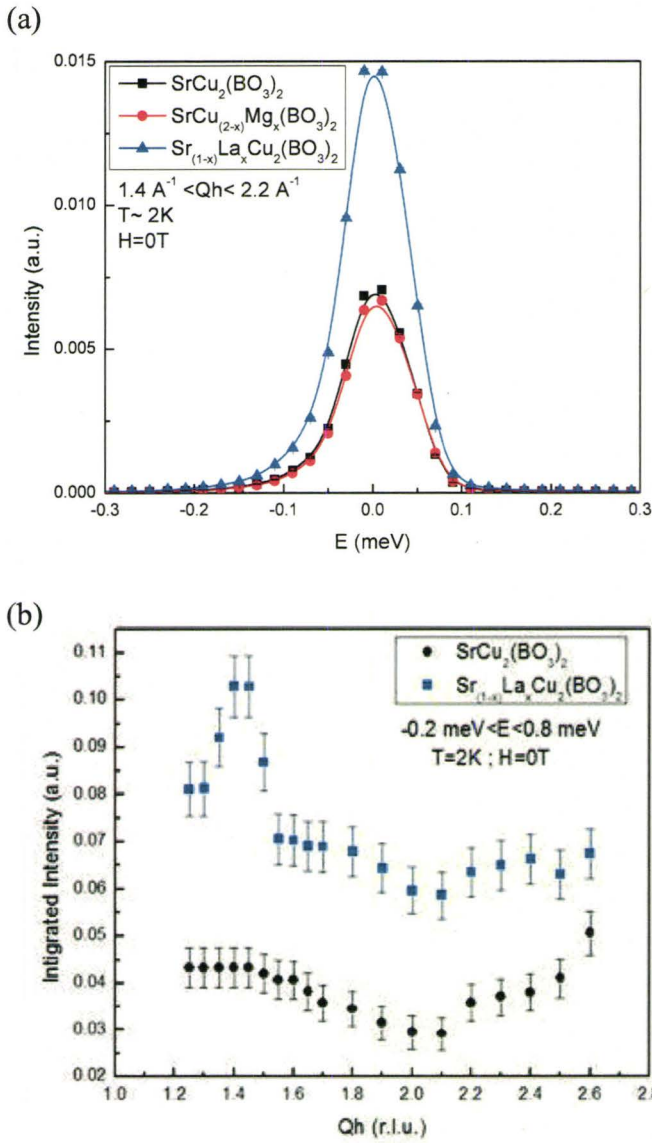 (a)
0.015
0.010
0.005
0.000
Intensity (a.u.)
SrCu₂(BO₃)₂
SrCu₍₂₋ₓ₎Mgₓ(BO₃)₂
Sr₍₁₋ₓ₎LaₓCu₂(BO₃)₂
1.4 A⁻¹ <Qh< 2.2 A⁻¹
T~ 2K
H=0T
-0.3 -0.2 -0.1 0.0 0.1 0.2 0.3
E (meV)
(b)
0.11
0.10
0.09
0.08
0.07
0.06
0.05
0.04
0.03
0.02
Intigrated Intensity (a.u.)
SrCu₂(BO₃)₂
Sr₍₁₋ₓ₎LaₓCu₂(BO₃)₂
-0.2 meV<E<0.8 meV
T=2K ; H=0T
1.0 1.2 1.4 1.6 1.8 2.0 2.2 2.4 2.6 2.8
Qh (r.l.u.)